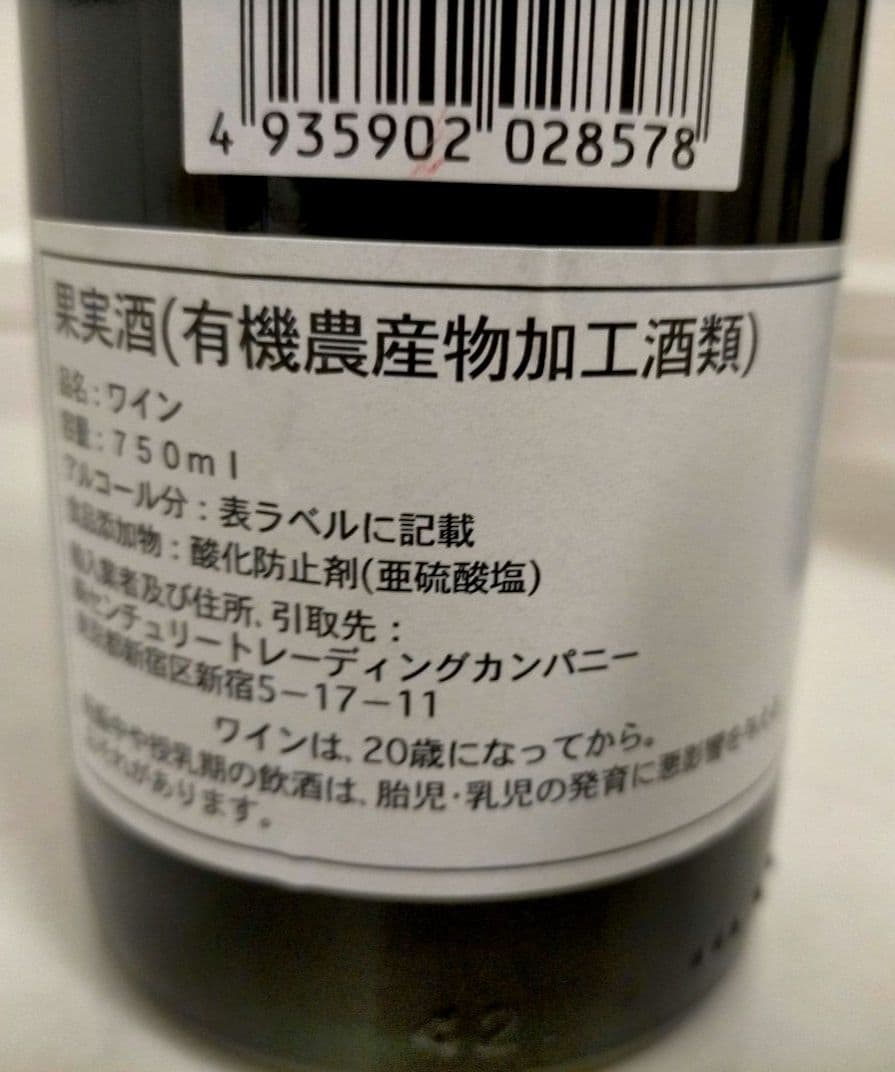 4 935902 028578
果実酒(有機農産物加工酒類)
品名:ワイン
容量:750ml
アルコール分:表ラベルに記載
食品添加物:酸化防止剤(亜硫酸塩)
輸入業者及び住所、引取先:
㈱センチュリートレーディングカンパニー
東京都新宿区新宿5−17−11
ワインは、20歳になってから。
妊娠中や授乳期の飲酒は、胎児・乳児の発育に悪影響を与える
おそれがあります。
42